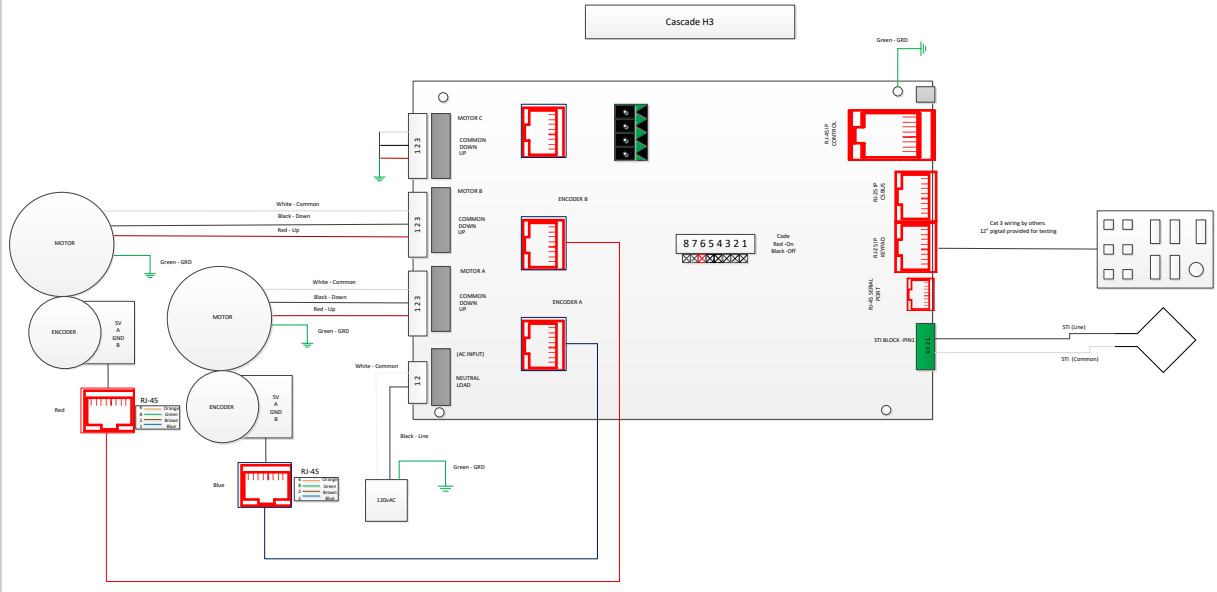 Cascade H3
Green - GRD
MOTOR C
1 2 3
COMMON
DOWN
UP
RJ-45 IP
CONTROL
MOTOR B
White - Common
Black - Down
Red - Up
1 2 3
COMMON
DOWN
UP
ENCODER B
RJ-25 IP
CSBUS
MOTOR
Green - GRD
8 7 6 5 4 3 2 1
Code
Red -On
Black -Off
RJ-25 IP
KEYPAD
Cat 3 wiring by others.
12" pigtail provided for testing
MOTOR A
White - Common
Black - Down
Red - Up
1 2 3
COMMON
DOWN
UP
ENCODER A
RJ-45 SERIAL
PORT
MOTOR
Green - GRD
ENCODER
5V
A
GND
B
STI BLOCK -PIN1
4 3 2 1
STI (Line)
STI (Common)
(AC INPUT)
White - Common
1 2
NEUTRAL
LOAD
ENCODER
5V
A
GND
B
Red
RJ-45
Orange
Green
Brown
Blue
Black - Line
Green - GRD
Blue
RJ-45
Orange
Green
Brown
Blue
120vAC